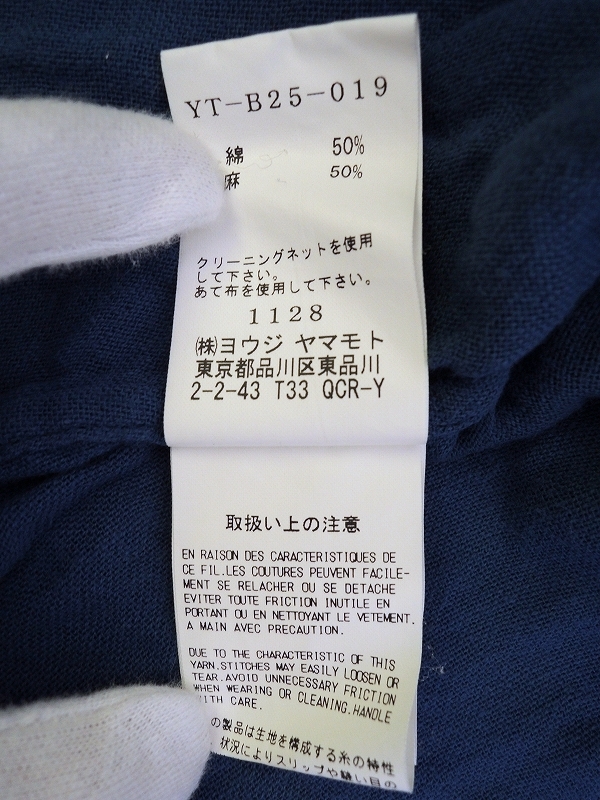 YT-B25-019
綿 50%
麻 50%
クリーニングネットを使用
して下さい。
あて布を使用して下さい。
1128
㈱ヨウジ ヤマモト
東京都品川区東品川
2-2-43 T33 QCR-Y
取扱い上の注意
EN RAISON DES CARACTERISTIQUES DE
CE FIL.LES COUTURES PEUVENT FACILE-
MENT SE RELACHER OU SE DETACHE
EVITER TOUTE FRICTION INUTILE EN
PORTANT OU EN NETTOYANT LE VETEMENT.
A MAIN AVEC PRECAUTION.
DUE TO THE CHARACTERISTIC OF THIS
YARN.STITCHES MAY EASILY LOOSEN OR
TEAR.AVOID UNNECESSARY FRICTION
WHEN WEARING OR CLEANING.HANDLE
WITH CARE.
の製品は生地を構成する糸の特性
状況によりスリップや縫い目の